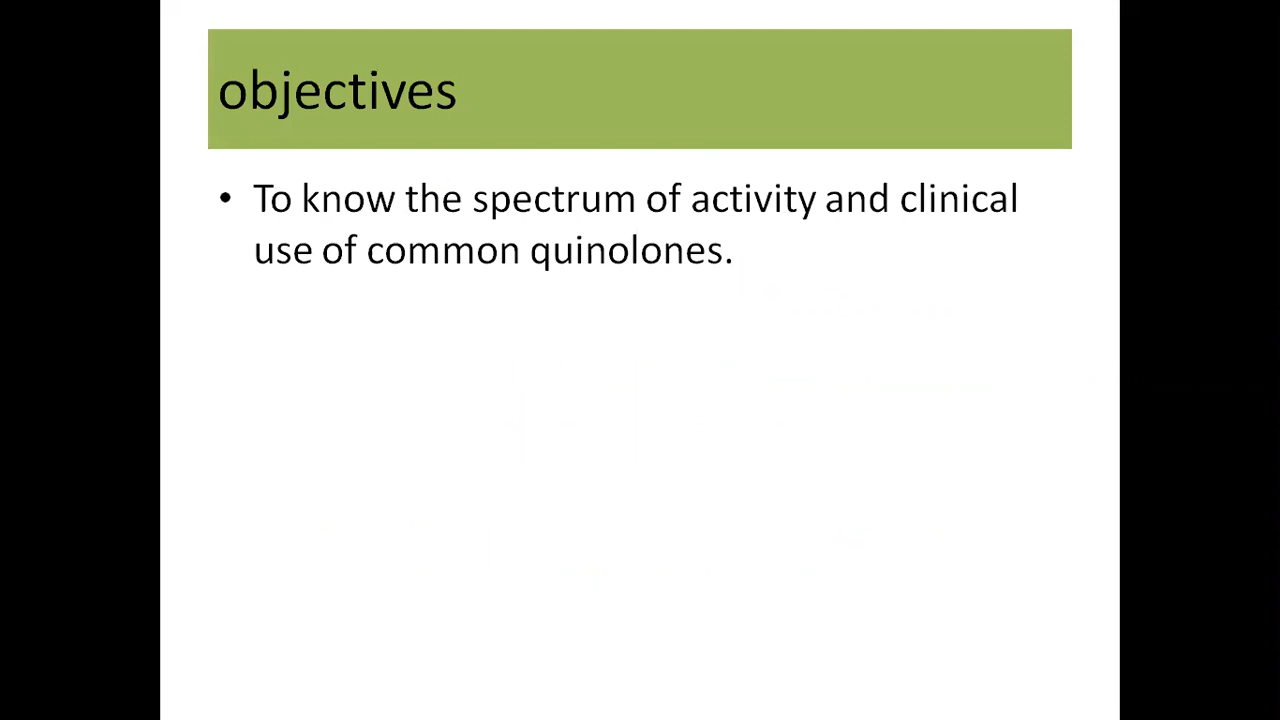 objectives
• To know the spectrum of activity and clinical
use of common quinolones.